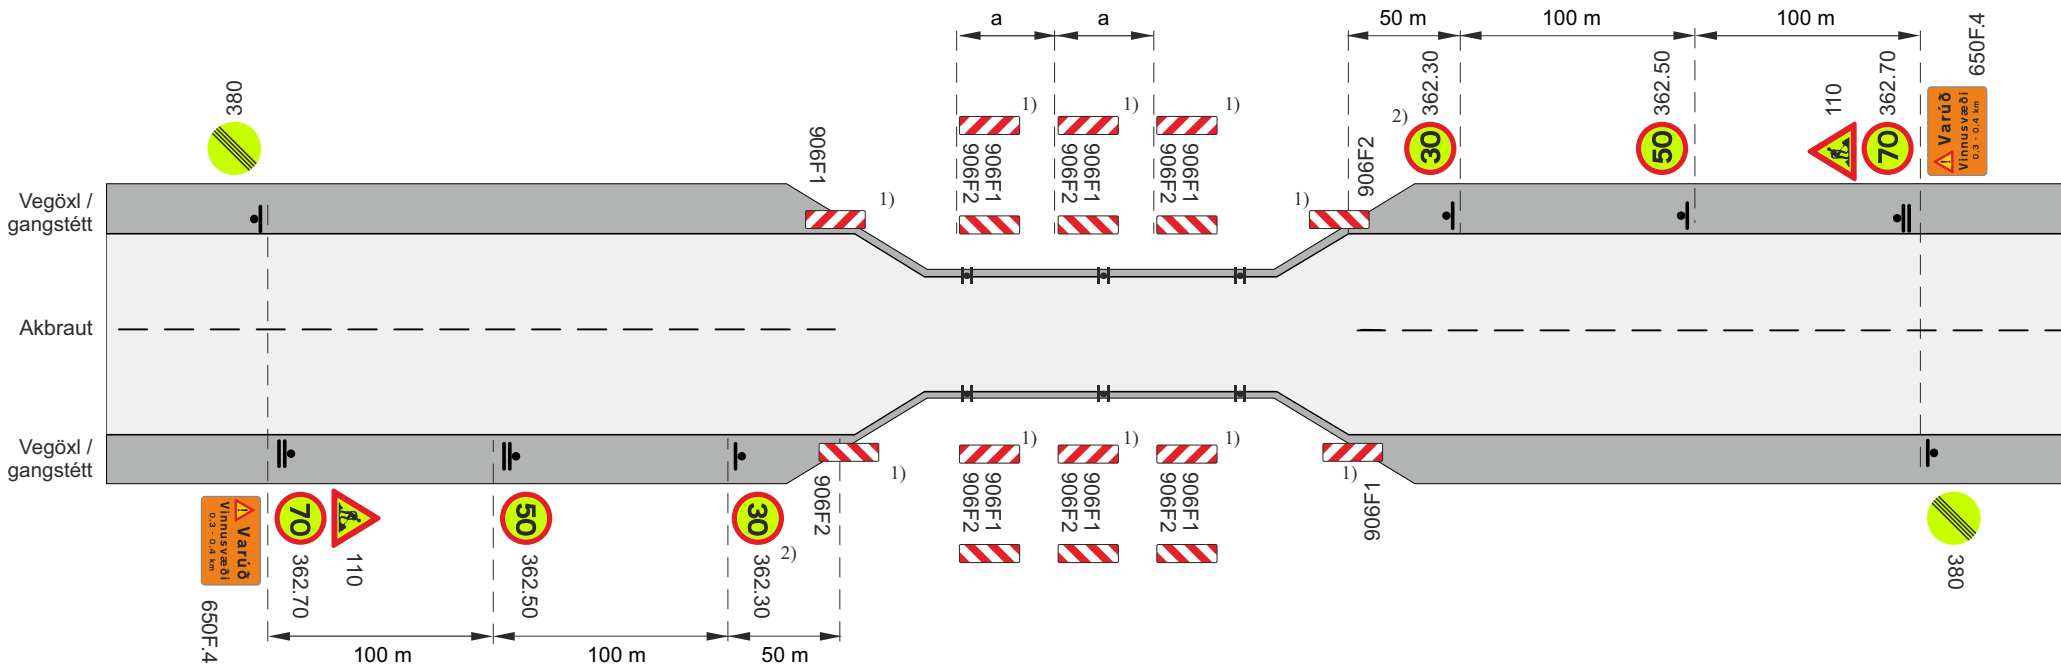 a
a
50 m
100 m
100 m
380
906F1
1)
1)
1)
906F2
906F1
906F2
906F1
906F2
906F1
1)
1)
906F2
2)
30
362.30
50
362.50
110
70
362.70
650F.4
Varúð
Vinnusvæði
0,3 - 0,4 km
Vegöxl /
gangstétt
Akbraut
Vegöxl /
gangstétt
Varúð
Vinnusvæði
0,3 - 0,4 km
650F.4
70
362.70
110
50
362.50
30
2)
362.30
906F2
1)
1)
1)
1)
906F2
906F1
906F2
906F1
906F2
906F1
1)
906F1
380
100 m
100 m
50 m